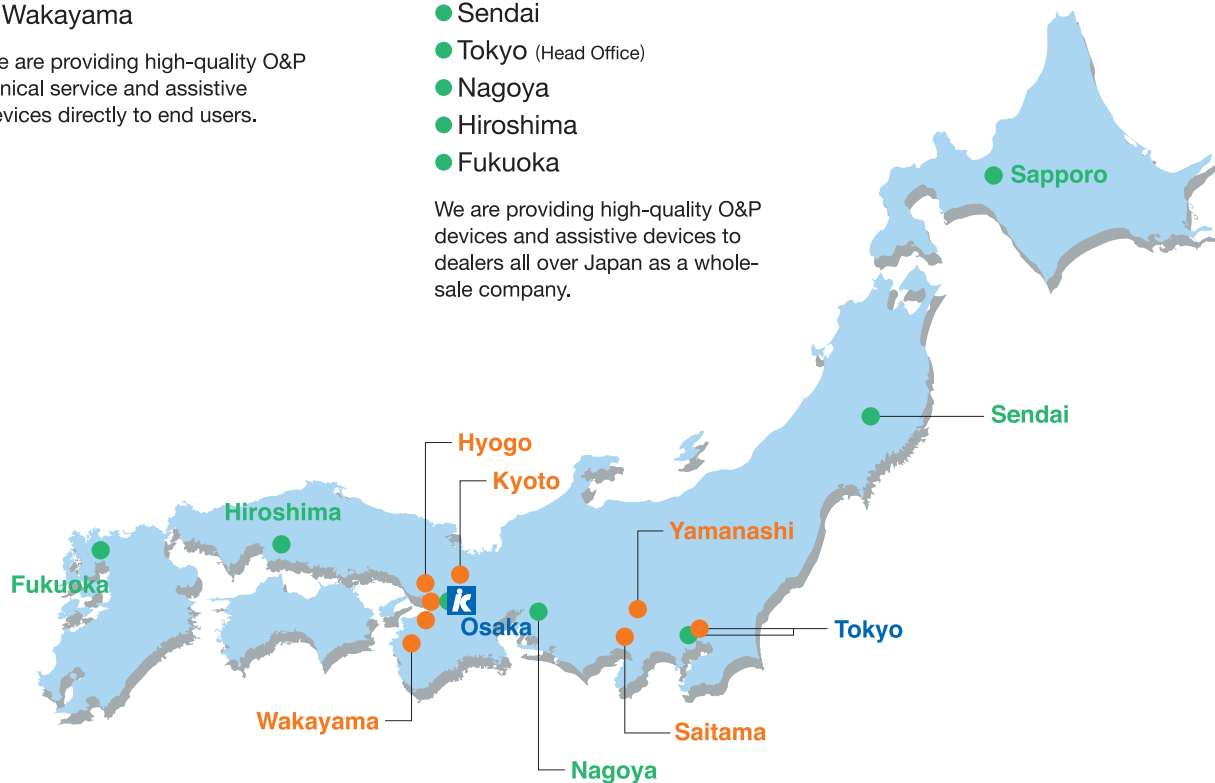 Wakayama
e are providing high-quality O&P
nical service and assistive
evices directly to end users.
Sendai
Tokyo (Head Office)
Nagoya
Hiroshima
Fukuoka
We are providing high-quality O&P
devices and assistive devices to
dealers all over Japan as a whole-
sale company.
Sapporo
Sendai
Hyogo
Kyoto
Hiroshima
Yamanashi
Fukuoka
ik
Osaka
Tokyo
Wakayama
Saitama
Nagoya